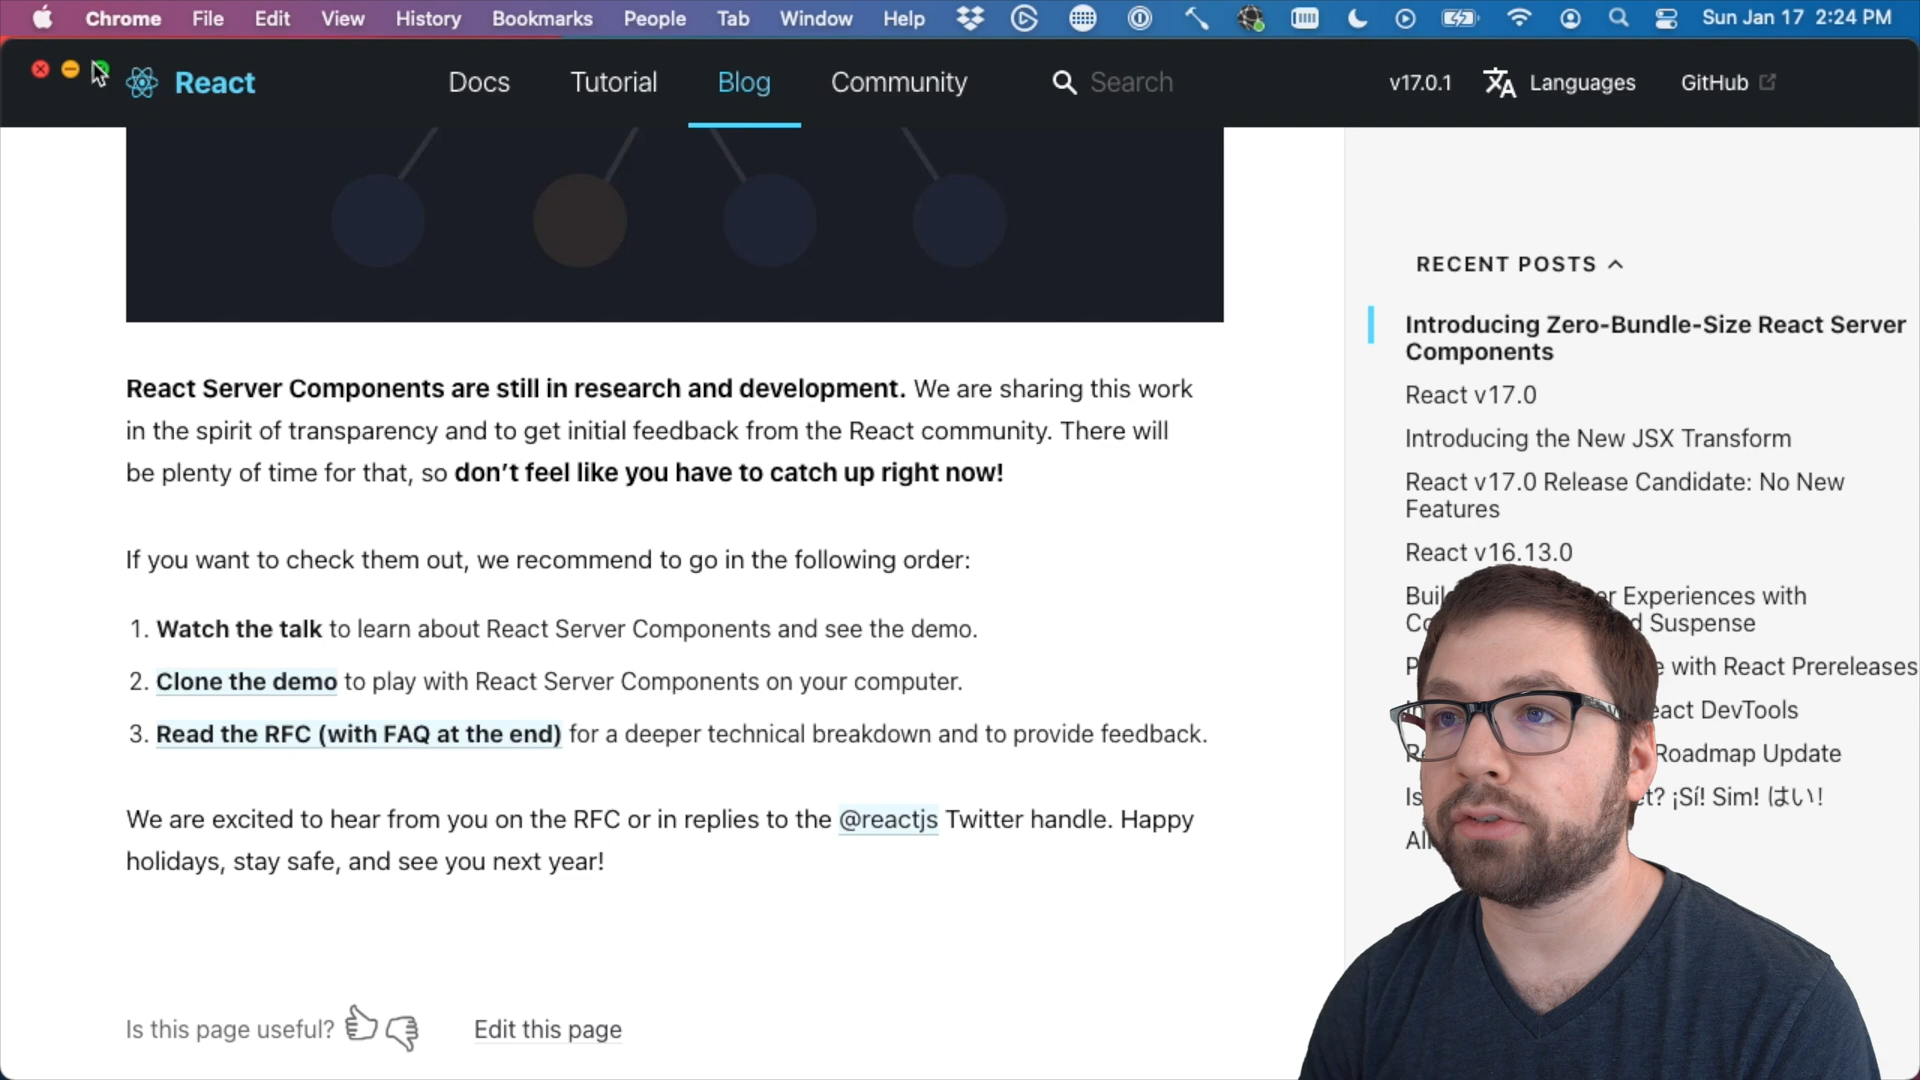 Chrome File Edit View History Bookmarks People Tab Window Help Sun Jan 17 2:24 PM
React Docs Tutorial Blog Community Search v17.0.1 Languages GitHub
React Server Components are still in research and development. We are sharing this work
in the spirit of transparency and to get initial feedback from the React community. There will
be plenty of time for that, so don’t feel like you have to catch up right now!
If you want to check them out, we recommend to go in the following order:
1. Watch the talk to learn about React Server Components and see the demo.
2. Clone the demo to play with React Server Components on your computer.
3. Read the RFC (with FAQ at the end) for a deeper technical breakdown and to provide feedback.
We are excited to hear from you on the RFC or in replies to the @reactjs Twitter handle. Happy
holidays, stay safe, and see you next year!
Is this page useful? Edit this page
RECENT POSTS
Introducing Zero-Bundle-Size React Server
Components
React v17.0
Introducing the New JSX Transform
React v17.0 Release Candidate: No New
Features
React v16.13.0
Experiences with
Suspense
with React Prereleases
DevTools
Roadmap Update
¡Sí! Sim! はい!